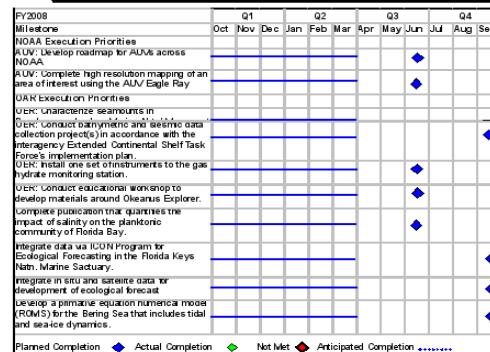 FY2008 Q1 Q2 Q3 Q4
Milestone Oct Nov Dec Jan Feb Mar Apr May Jun Jul Aug Se
NOAA Execution Priorities
AUV: Develop roadmap for AUVs across
NOAA
AUV: Complete high resolution mapping of an
area of interest using the AUV Eagle Ray
OAR Execution Priorities
OER: Characterize seamounts in
OER: Conduct bathymetric and seismic data
collection project(s) in accordance with the
interagency Extended Continental Shelf Task
Force's implementation plan.
OER: Install one set of instruments to the gas
hydrate monitoring station.
OER: Conduct educational workshop to
develop materials around Okeanus Explorer.
Complete publication that quantifies the
impact of salinity on the planktonic
community of Florida Bay.
Integrate data via ICON Program for
Ecological Forecasting in the Florida Keys
Natn. Marine Sactuary.
Integrate in situ and satellite data for
development of ecological forecast
Develop a primative equation numerical model
(ROMS) for the Bering Sea that includes tidal
and sea-ice dynamics.
Planned Completion Actual Completion Not Met Anticipated Completion